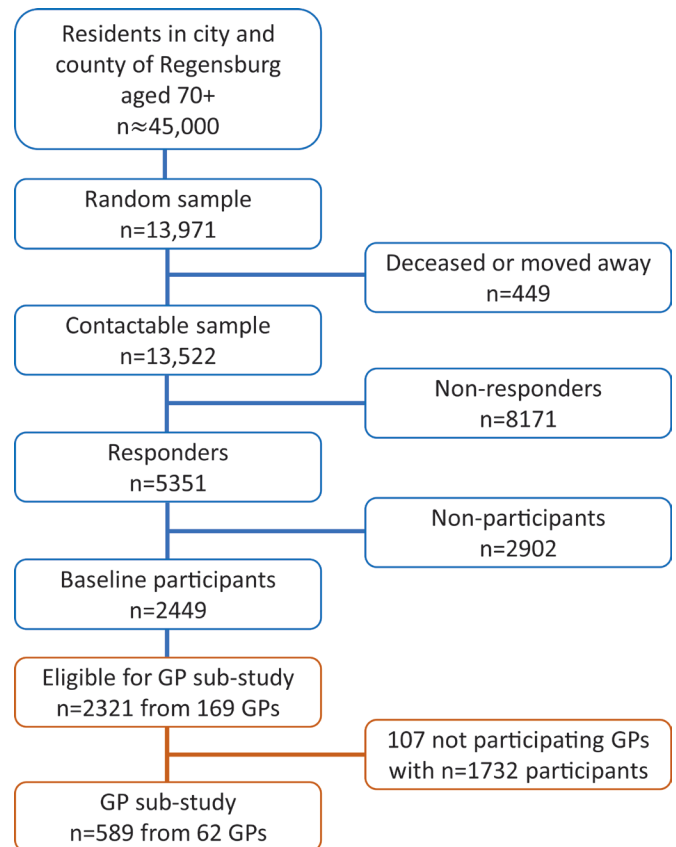 Residents in city and
county of Regensburg
aged 70+
n≈45,000
Random sample
n=13,971
Deceased or moved away
n=449
Contactable sample
n=13,522
Non-responders
n=8171
Responders
n=5351
Non-participants
n=2902
Baseline participants
n=2449
Eligible for GP sub-study
n=2321 from 169 GPs
107 not participating GPs
with n=1732 participants
GP sub-study
n=589 from 62 GPs